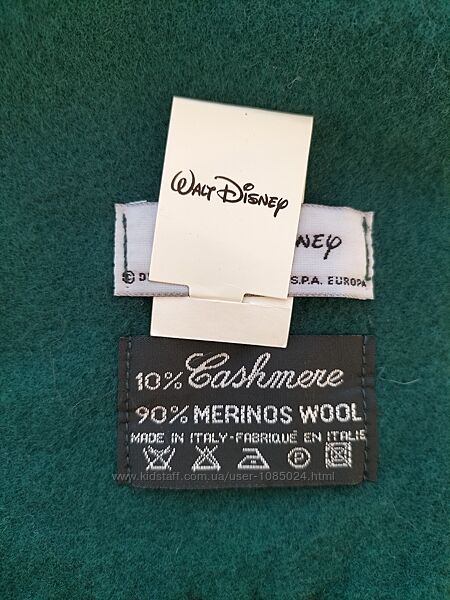 WALT DISNEY
NEY
© D
S.P.A. EUROPA
10% Cashmere
90% MERINOS WOOL
MADE IN ITALY-FABRIQUÉ EN ITALIE
P
www.kidstaff.com.ua/user-1085024.html